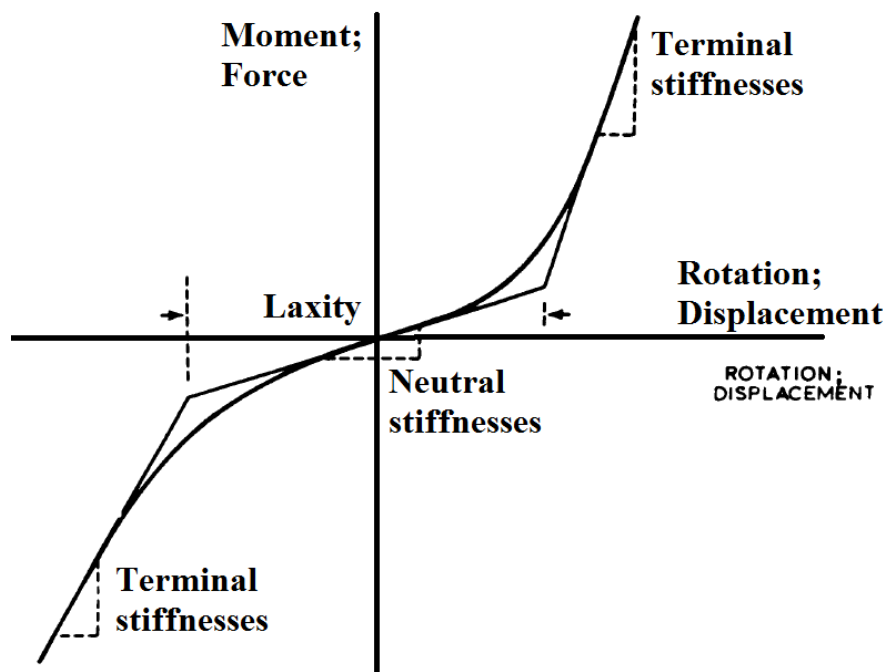 Moment;
Force
Terminal
stiffnesses
Laxity
Rotation;
Displacement
Neutral
stiffnesses
ROTATION;
DISPLACEMENT
Terminal
stiffnesses